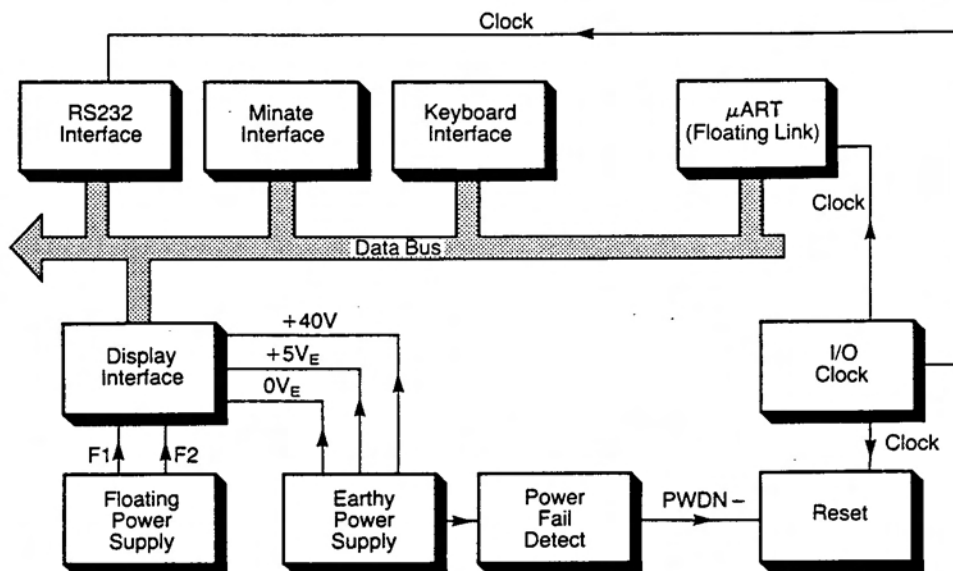 Clock
RS232
Interface
Minate
Interface
Keyboard
Interface
μART
(Floating Link)
Clock
Data Bus
Display
Interface
+40V
+5VE
0VE
I/O
Clock
Clock
F1
F2
Floating
Power
Supply
Earthy
Power
Supply
Power
Fail
Detect
PWDN –
Reset